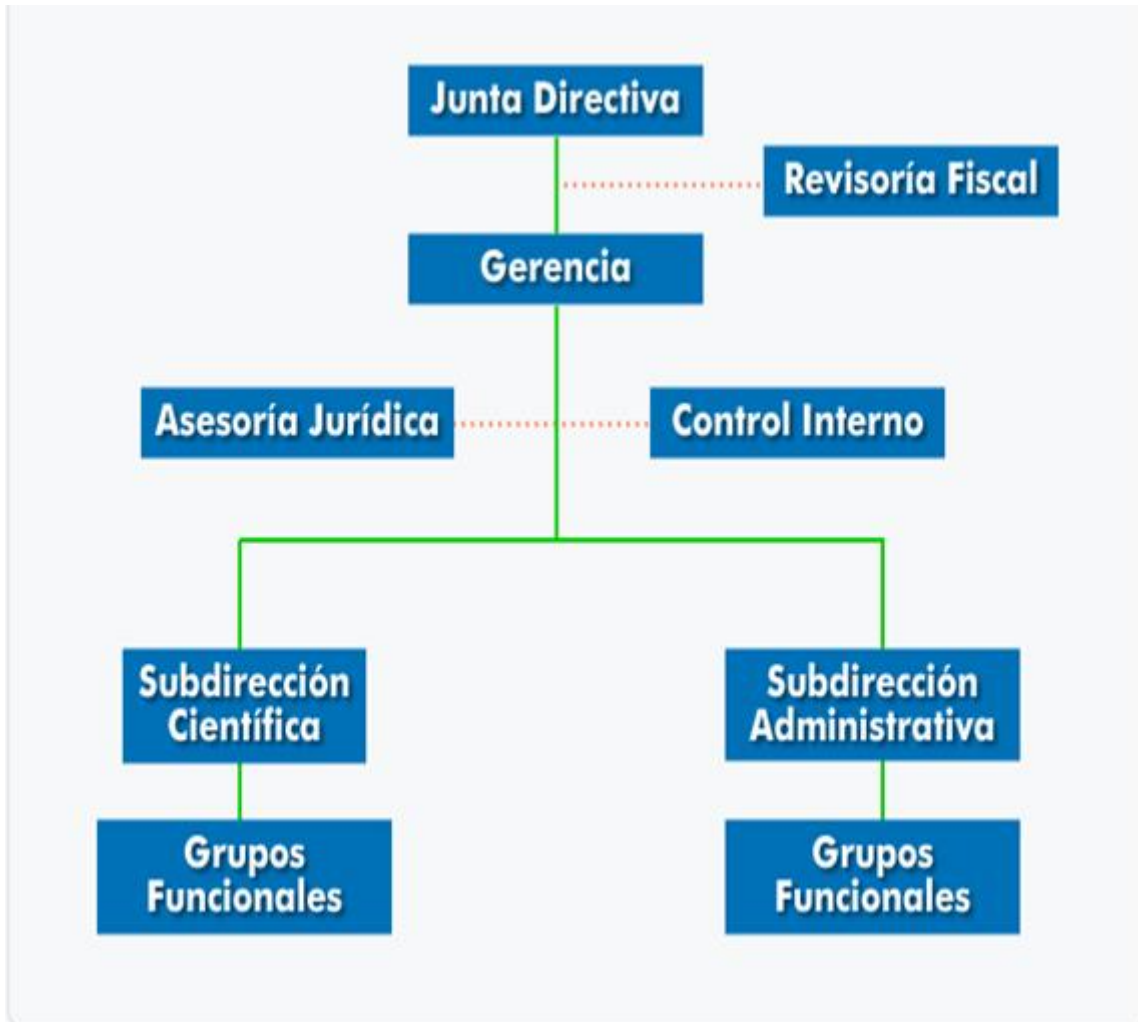 Junta Directiva
Revisoría Fiscal
Gerencia
Asesoría Jurídica
Control Interno
Subdirección
Científica
Subdirección
Administrativa
Grupos
Funcionales
Grupos
Funcionales